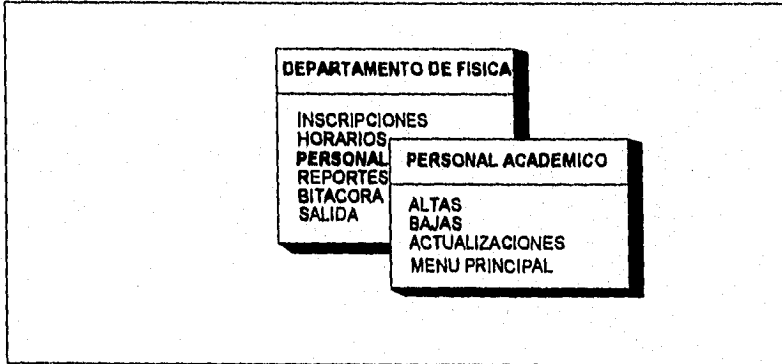 DEPARTAMENTO DE FISICA
INSCRIPCIONES
HORARIOS
PERSONAL
REPORTES
BITACORA
SALIDA
PERSONAL ACADEMICO
ALTAS
BAJAS
ACTUALIZACIONES
MENU PRINCIPAL